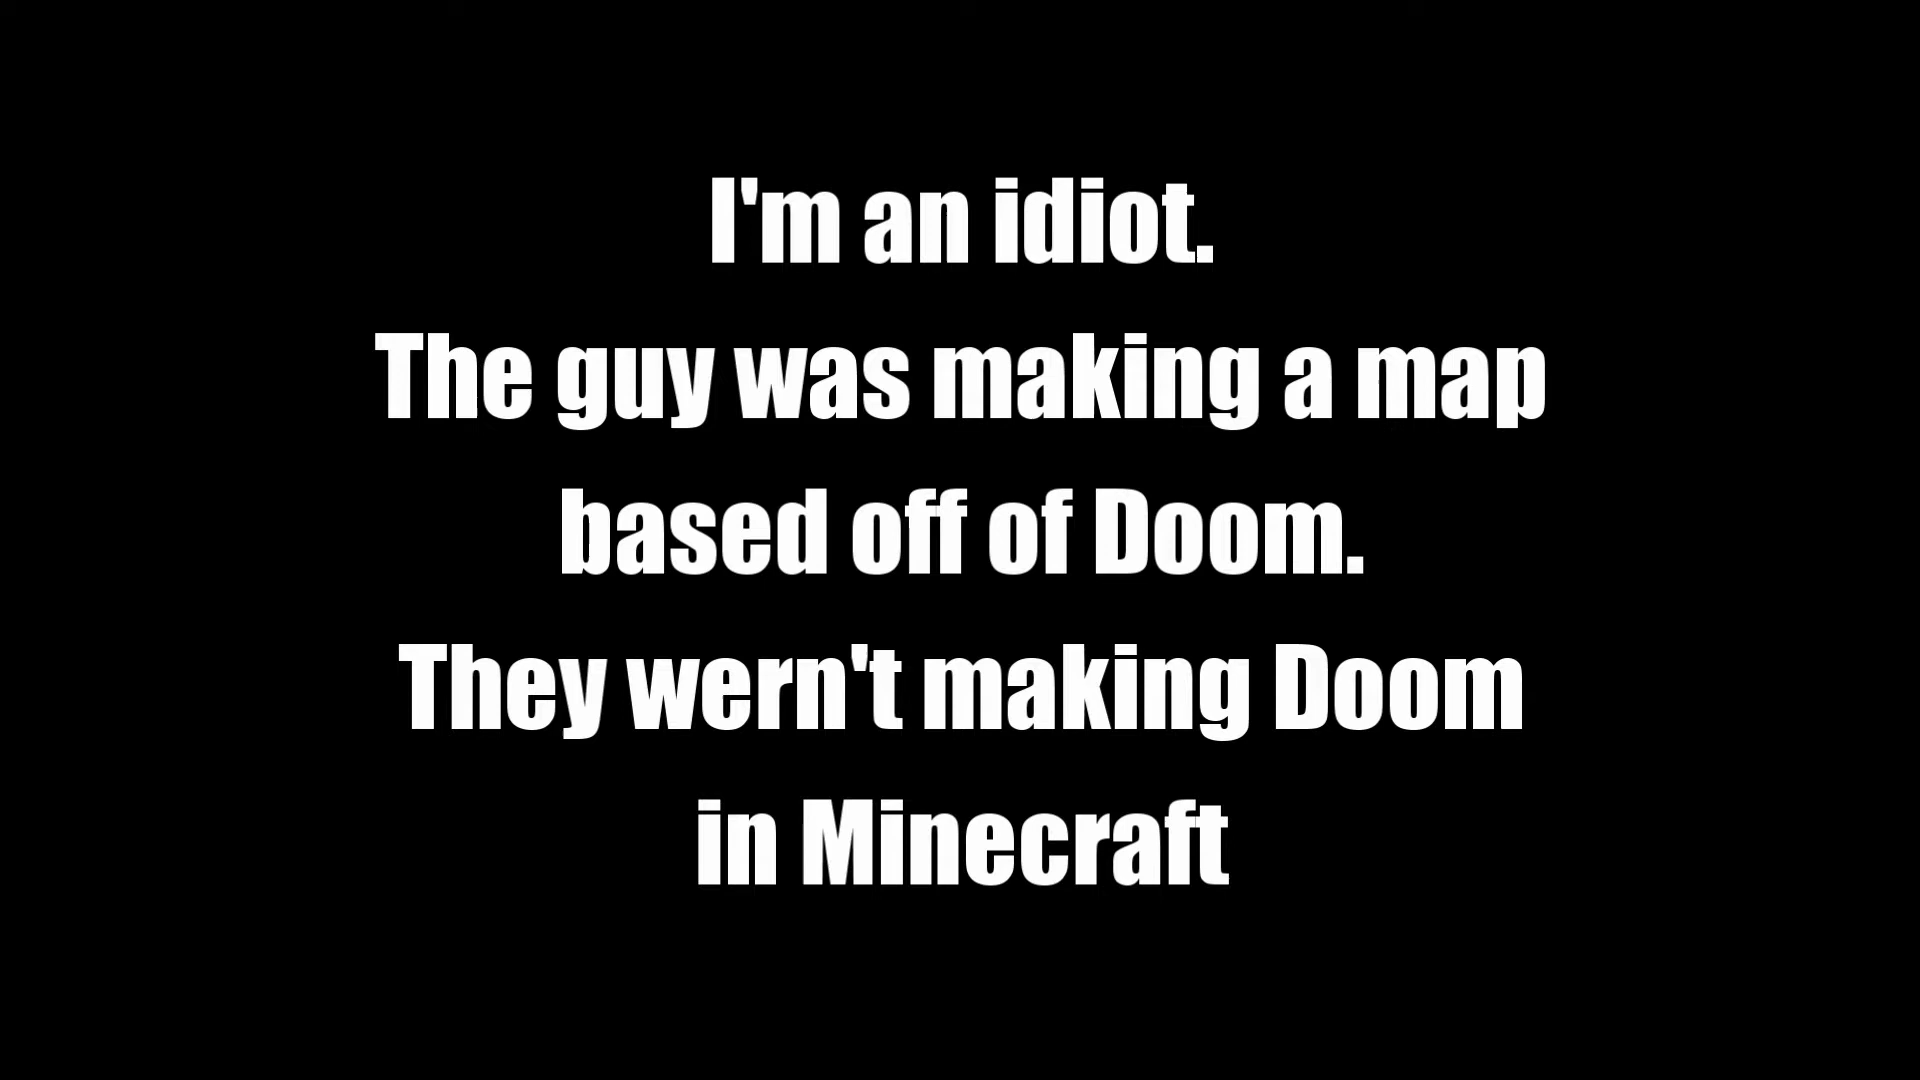 I'm an idiot.
The guy was making a map
based off of Doom.
They wern't making Doom
in Minecraft